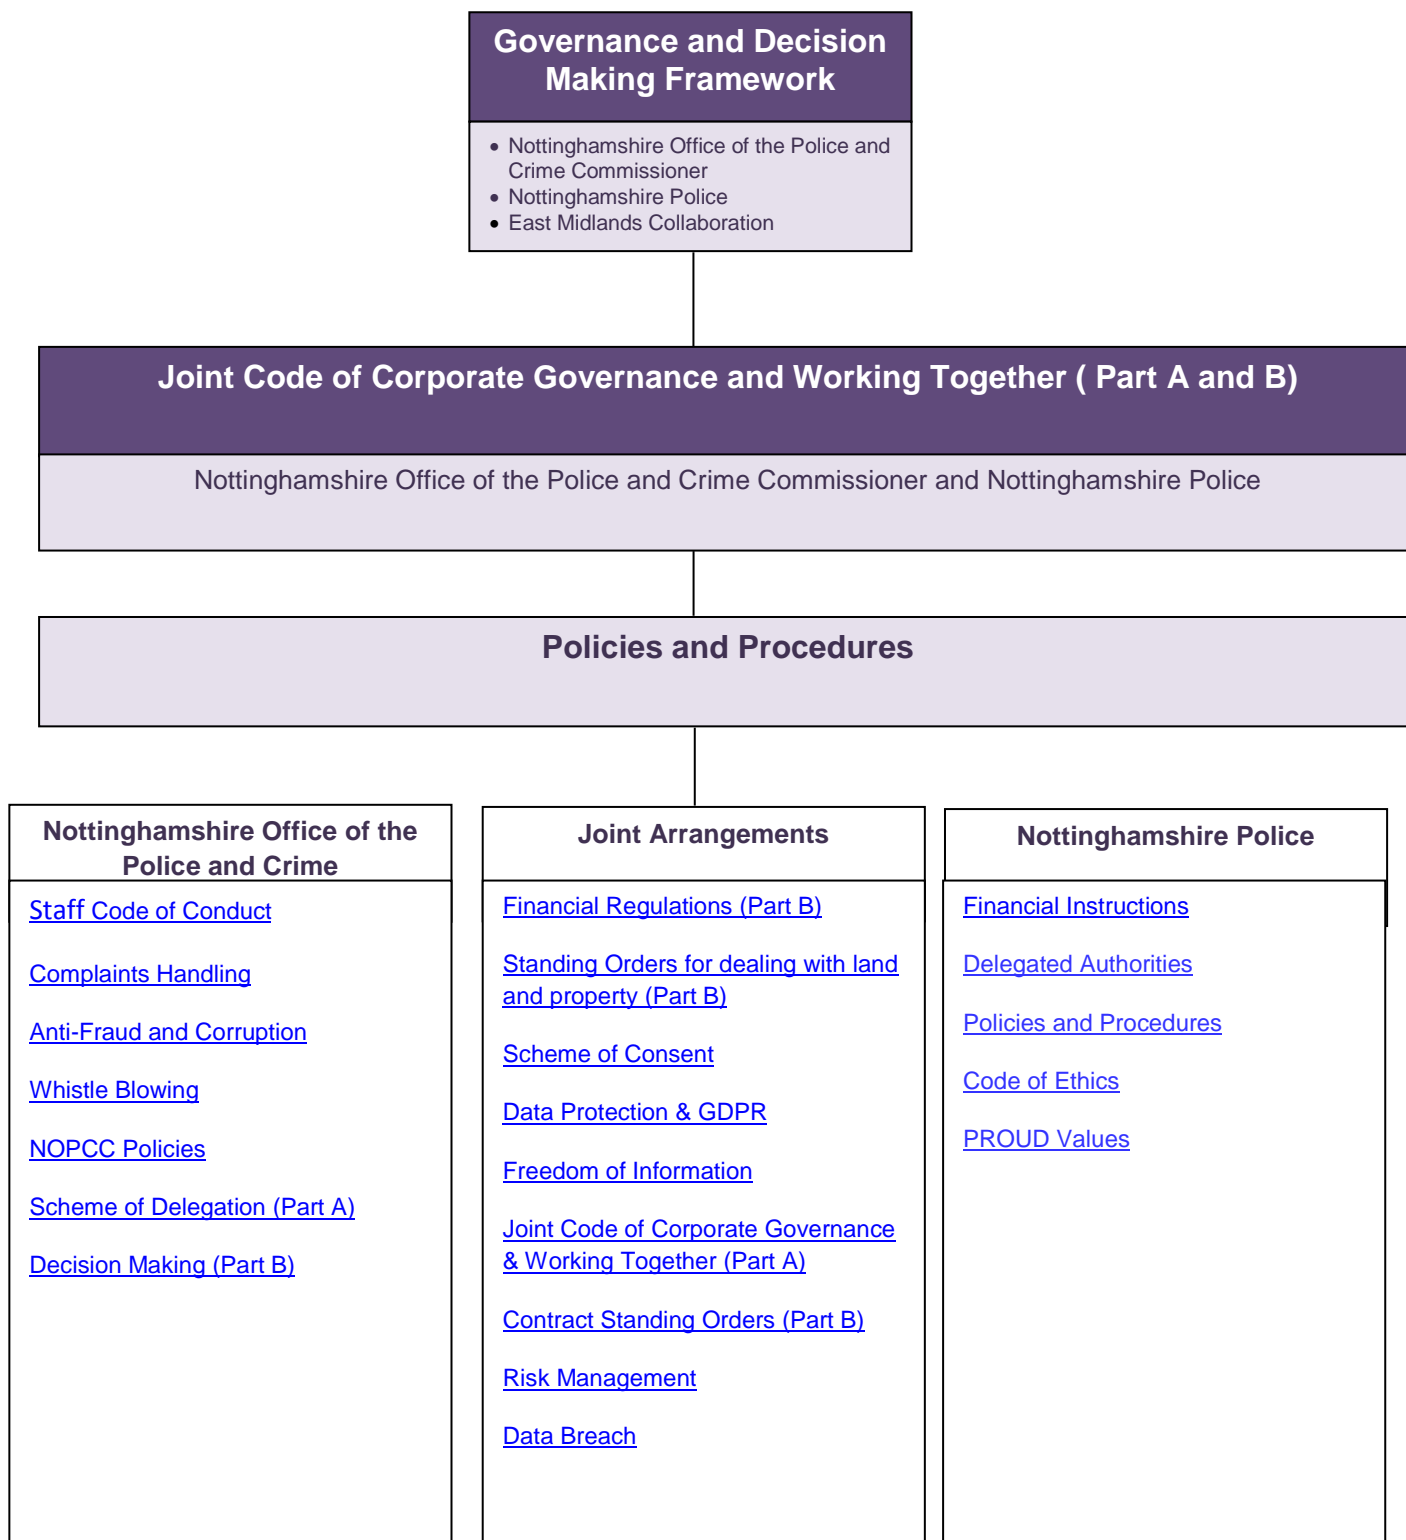 Governance and Decision
Making Framework
• Nottinghamshire Office of the Police and
Crime Commissioner
• Nottinghamshire Police
• East Midlands Collaboration
Joint Code of Corporate Governance and Working Together ( Part A and B)
Nottinghamshire Office of the Police and Crime Commissioner and Nottinghamshire Police
Policies and Procedures
Nottinghamshire Office of the
Police and Crime
Staff Code of Conduct
Complaints Handling
Anti-Fraud and Corruption
Whistle Blowing
NOPCC Policies
Scheme of Delegation (Part A)
Decision Making (Part B)
Joint Arrangements
Financial Regulations (Part B)
Standing Orders for dealing with land
and property (Part B)
Scheme of Consent
Data Protection & GDPR
Freedom of Information
Joint Code of Corporate Governance
& Working Together (Part A)
Contract Standing Orders (Part B)
Risk Management
Data Breach
Nottinghamshire Police
Financial Instructions
Delegated Authorities
Policies and Procedures
Code of Ethics
PROUD Values